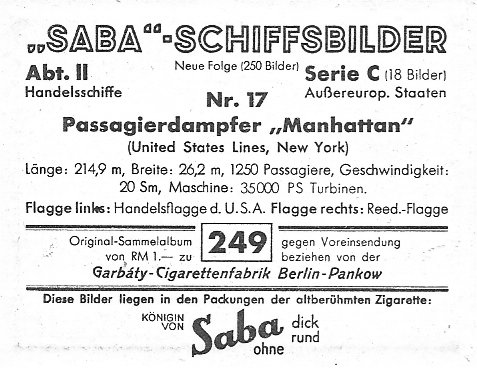 „SABA“-SCHIFFSBILDER
Abt. II Neue Folge (250 Bilder) Serie C (18 Bilder)
Handelsschiffe Außereurop. Staaten
Nr. 17
Passagierdampfer „Manhattan“
(United States Lines, New York)
Länge: 214,9 m, Breite: 26,2 m, 1250 Passagiere, Geschwindigkeit:
20 Sm, Maschine: 35000 PS Turbinen.
Flagge links: Handelsflagge d. U.S.A. Flagge rechts: Reed.-Flagge
Original-Sammelalbum 249 gegen Voreinsendung
von RM 1.— zu beziehen von der
Garbáty-Cigarettenfabrik Berlin-Pankow
Diese Bilder liegen in den Packungen der altberühmten Zigarette:
KÖNIGIN VON Saba dick
ohne rund